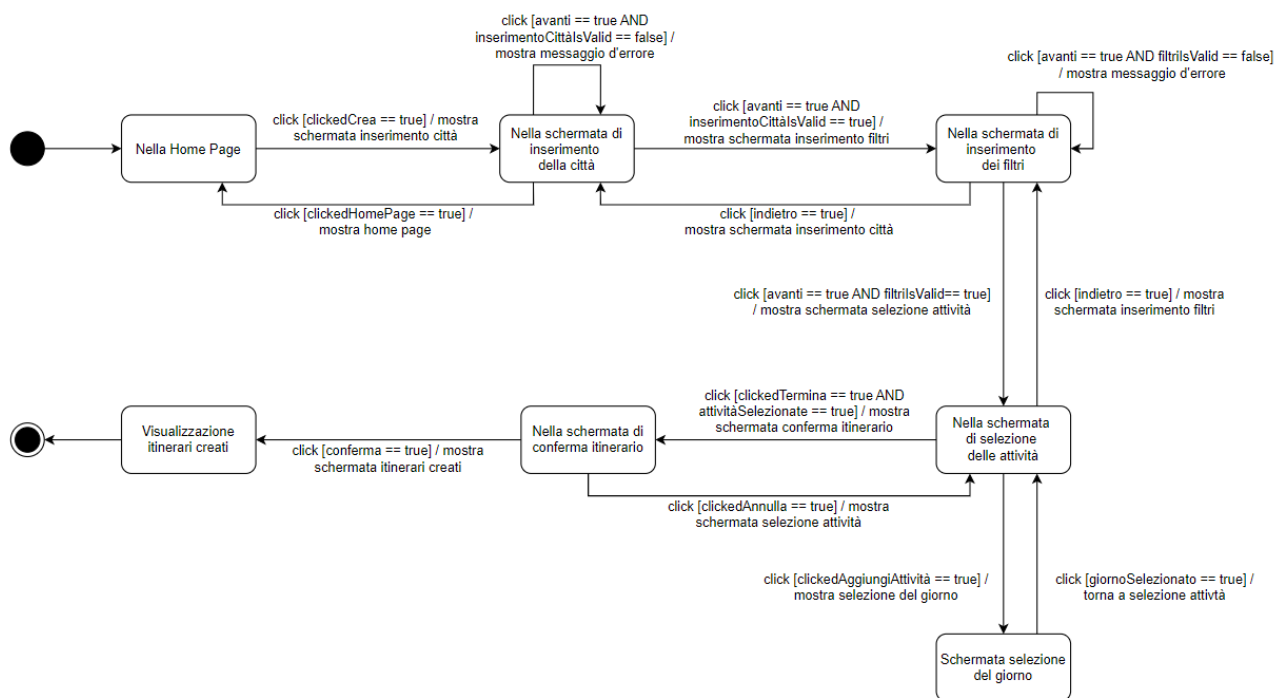 click [avanti == true AND
inserimentoCittàIsValid == false] /
mostra messaggio d'errore
click [avanti == true AND filtriIsValid == false]
/ mostra messaggio d'errore
click [clickedCrea == true] / mostra
schermata inserimento città
click [avanti == true AND
inserimentoCittàIsValid == true] /
mostra schermata inserimento filtri
Nella Home Page
Nella schermata di
inserimento
della città
Nella schermata di
inserimento
dei filtri
click [clickedHomePage == true] /
mostra home page
click [indietro == true] /
mostra schermata inserimento città
click [avanti == true AND filtriIsValid== true]
/ mostra schermata selezione attività
click [indietro == true] / mostra
schermata inserimento filtri
click [clickedTermina == true AND
attivitàSelezionate == true] / mostra
schermata conferma itinerario
Visualizzazione
itinerari creati
Nella schermata di
conferma itinerario
Nella schermata
di selezione
delle attività
click [conferma == true] / mostra
schermata itinerari creati
click [clickedAnnulla == true] / mostra
schermata selezione attività
click [clickedAggiungiAttività == true] /
mostra selezione del giorno
click [giornoSelezionato == true] /
torna a selezione attvtà
Schermata selezione
del giorno